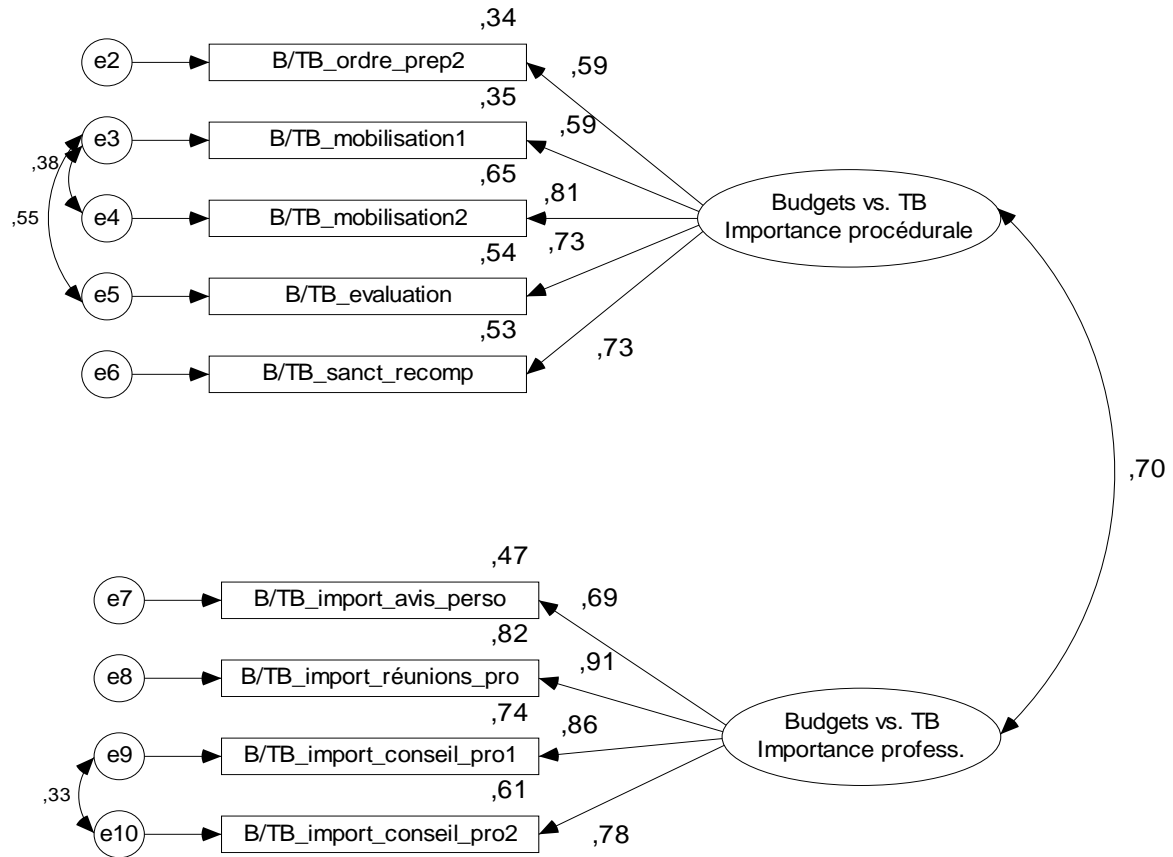 ,34
e2
B/TB_ordre_prep2
,59
,35
e3
B/TB_mobilisation1
,59
,38
,65
e4
B/TB_mobilisation2
,81
,55
Budgets vs. TB
Importance procédurale
,54
,73
e5
B/TB_evaluation
,53
e6
B/TB_sanct_recomp
,73
,70
,47
e7
B/TB_import_avis_perso
,69
,82
e8
B/TB_import_réunions_pro
,91
,74
e9
B/TB_import_conseil_pro1
,86
Budgets vs. TB
Importance profess.
,33
,61
e10
B/TB_import_conseil_pro2
,78